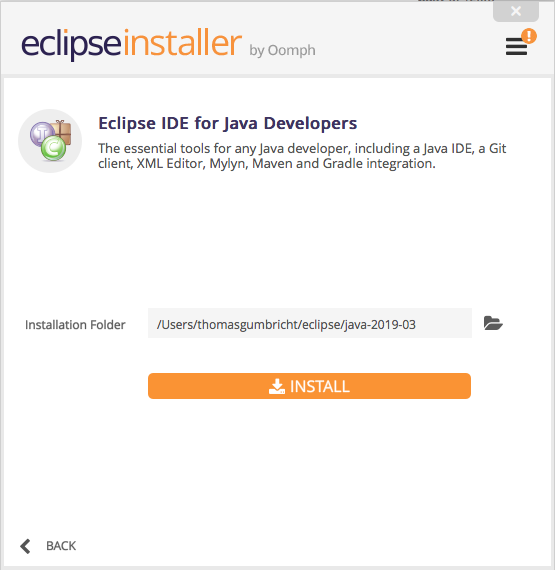 eclipseinstaller by Oomph
Eclipse IDE for Java Developers
The essential tools for any Java developer, including a Java IDE, a Git
client, XML Editor, Mylyn, Maven and Gradle integration.
Installation Folder /Users/thomasgumbricht/eclipse/java-2019-03
INSTALL
BACK